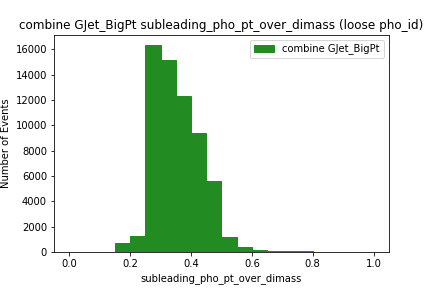 combine GJet_BigPt subleading_pho_pt_over_dimass (loose pho_id)
combine GJet_BigPt
Number of Events
16000
14000
12000
10000
8000
6000
4000
2000
0
0.0 0.2 0.4 0.6 0.8 1.0
subleading_pho_pt_over_dimass